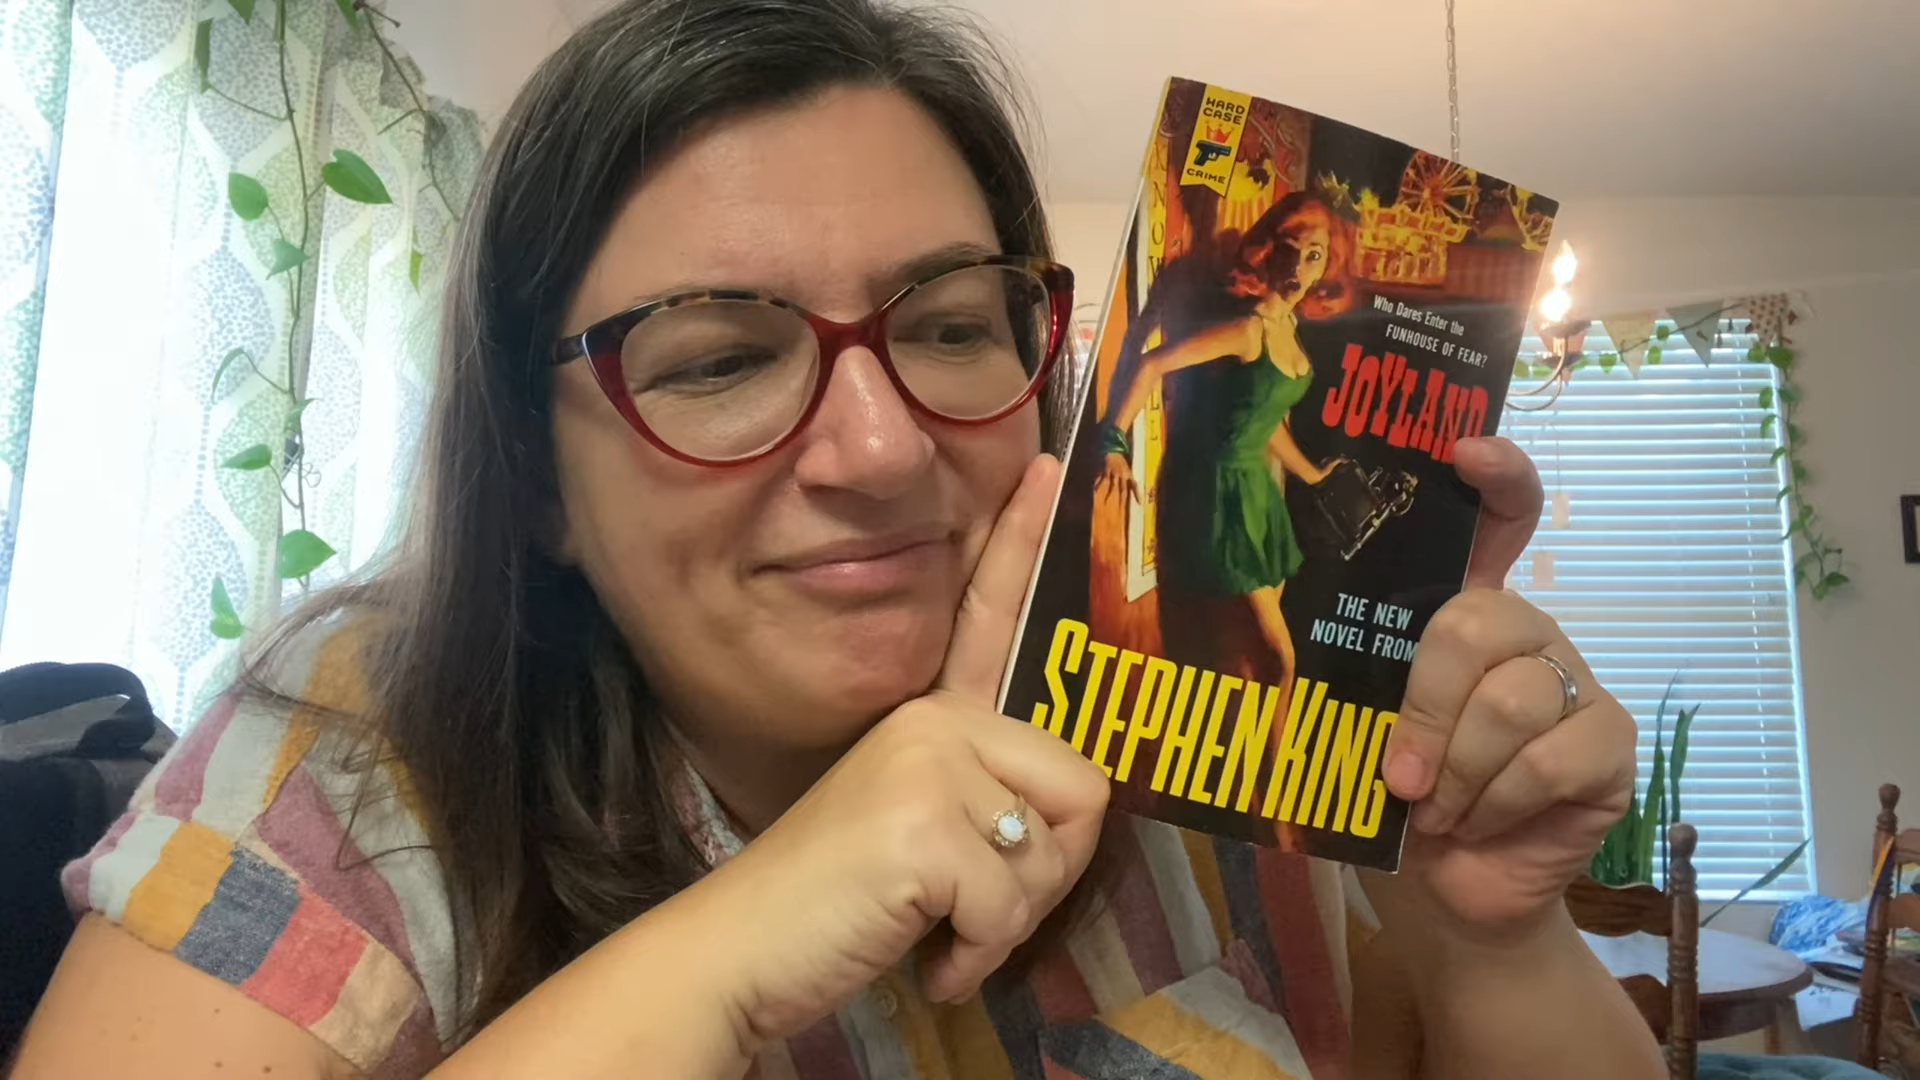 HARD
CASE
CRIME
Who Dares Enter the
FUNHOUSE OF FEAR?
JOYLAND
THE NEW
NOVEL FROM
STEPHEN KING